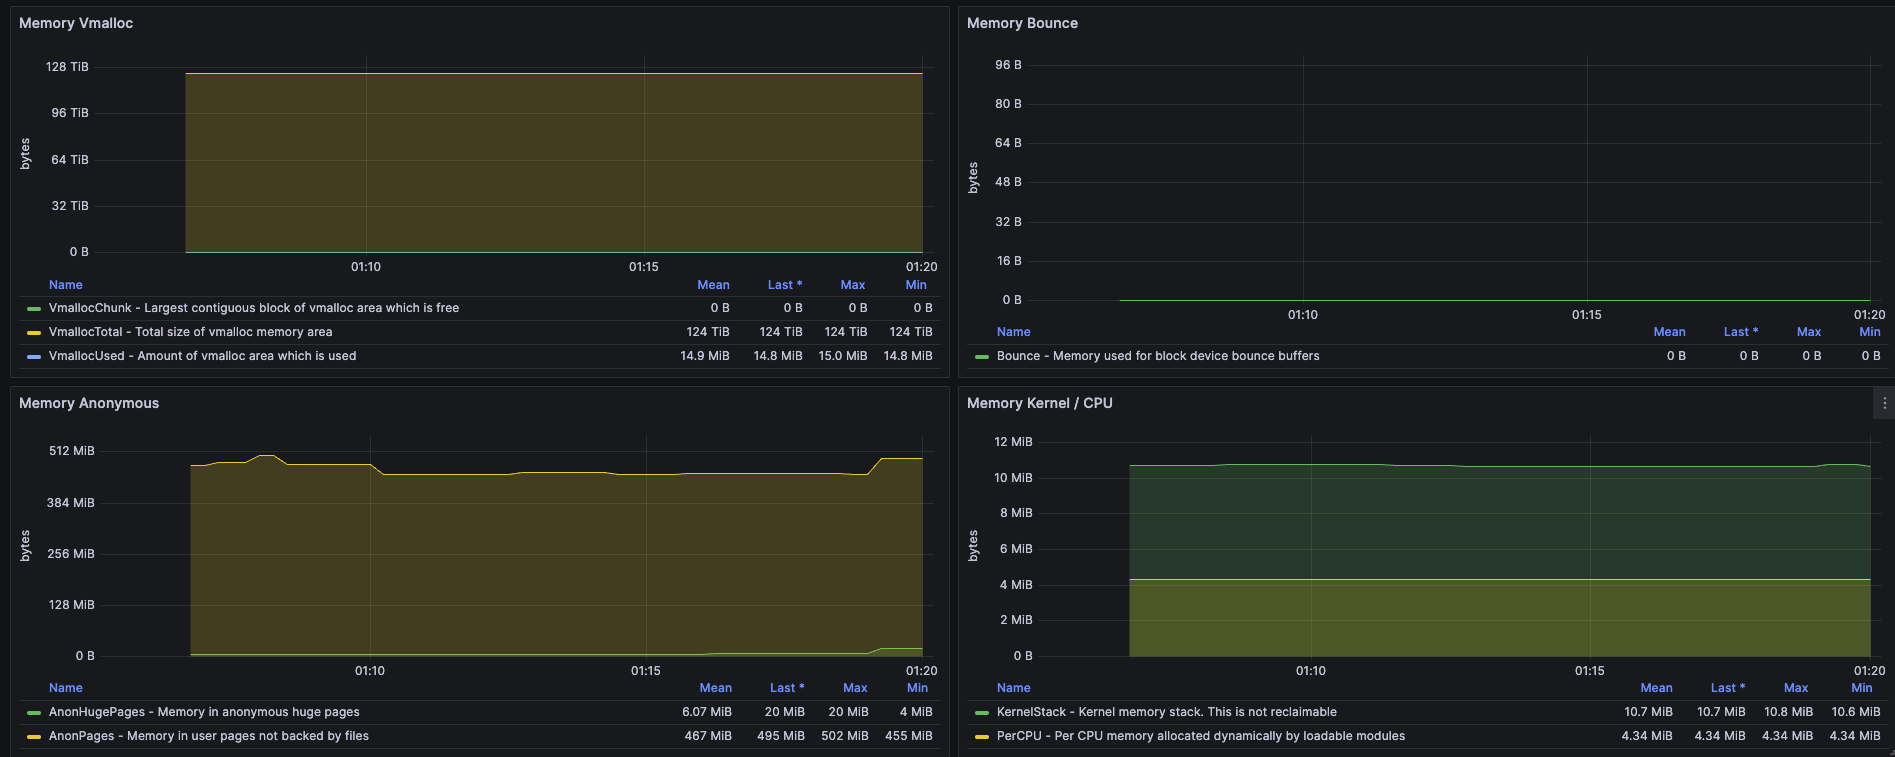 Memory Vmalloc
128 TiB
96 TiB
64 TiB
32 TiB
0 B
bytes
01:10 01:15 01:20
Name Mean Last * Max Min
VmallocChunk - Largest contiguous block of vmalloc area which is free 0 B 0 B 0 B 0 B
VmallocTotal - Total size of vmalloc memory area 124 TiB 124 TiB 124 TiB 124 TiB
VmallocUsed - Amount of vmalloc area which is used 14.9 MiB 14.8 MiB 15.0 MiB 14.8 MiB
Memory Bounce
96 B
80 B
64 B
48 B
32 B
16 B
0 B
bytes
01:10 01:15 01:20
Name Mean Last * Max Min
Bounce - Memory used for block device bounce buffers 0 B 0 B 0 B 0 B
Memory Anonymous
512 MiB
384 MiB
256 MiB
128 MiB
0 B
bytes
01:10 01:15 01:20
Name Mean Last * Max Min
AnonHugePages - Memory in anonymous huge pages 6.07 MiB 20 MiB 20 MiB 4 MiB
AnonPages - Memory in user pages not backed by files 467 MiB 495 MiB 502 MiB 455 MiB
Memory Kernel / CPU
12 MiB
10 MiB
8 MiB
6 MiB
4 MiB
2 MiB
0 B
bytes
01:10 01:15 01:20
Name Mean Last * Max Min
KernelStack - Kernel memory stack. This is not reclaimable 10.7 MiB 10.7 MiB 10.8 MiB 10.6 MiB
PerCPU - Per CPU memory allocated dynamically by loadable modules 4.34 MiB 4.34 MiB 4.34 MiB 4.34 MiB